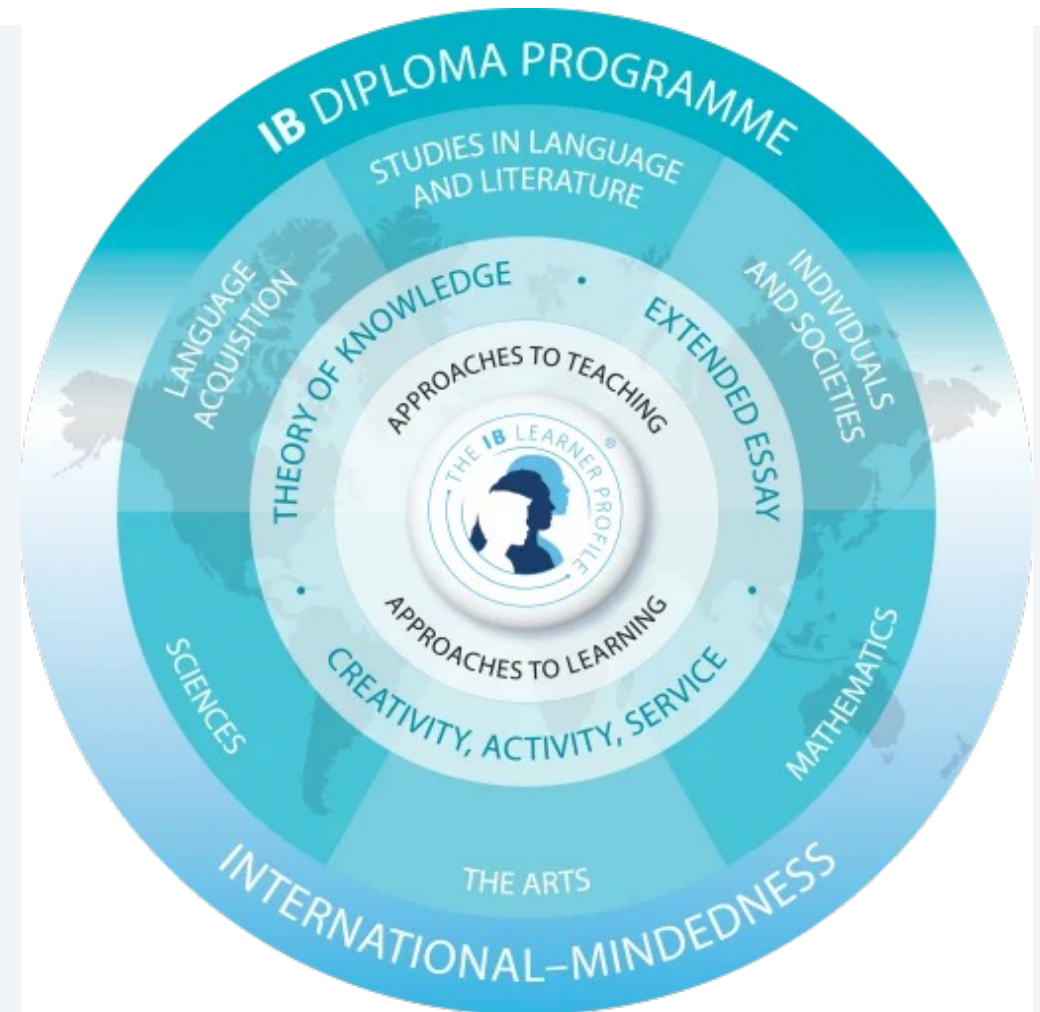 IB DIPLOMA PROGRAMME
STUDIES IN LANGUAGE
AND LITERATURE
LANGUAGE
ACQUISITION
INDIVIDUALS
AND SOCIETIES
THEORY OF KNOWLEDGE
•
EXTENDED ESSAY
APPROACHES TO TEACHING
THE IB LEARNER PROFILE
®
APPROACHES TO LEARNING
•
•
CREATIVITY, ACTIVITY, SERVICE
SCIENCES
MATHEMATICS
THE ARTS
INTERNATIONAL–MINDEDNESS